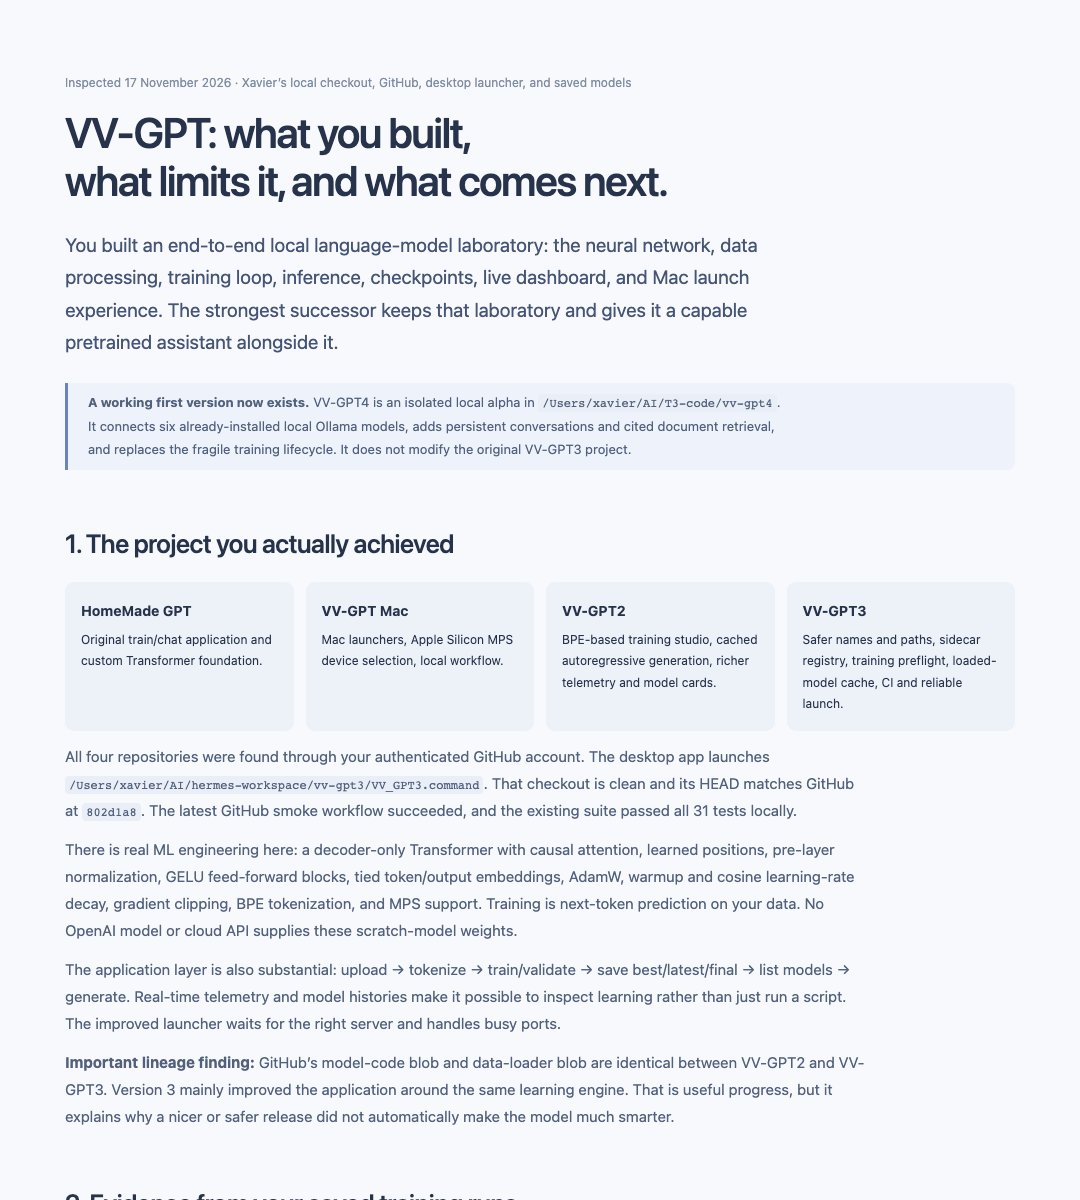 Inspected 17 November 2026 · Xavier’s local checkout, GitHub, desktop launcher, and saved models
VV-GPT: what you built,
what limits it, and what comes next.
You built an end-to-end local language-model laboratory: the neural network, data
processing, training loop, inference, checkpoints, live dashboard, and Mac launch
experience. The strongest successor keeps that laboratory and gives it a capable
pretrained assistant alongside it.
A working first version now exists. VV-GPT4 is an isolated local alpha in /Users/xavier/AI/T3-code/vv-gpt4 .
It connects six already-installed local Ollama models, adds persistent conversations and cited document retrieval,
and replaces the fragile training lifecycle. It does not modify the original VV-GPT3 project.
1. The project you actually achieved
HomeMade GPT
Original train/chat application and
custom Transformer foundation.
VV-GPT Mac
Mac launchers, Apple Silicon MPS
device selection, local workflow.
VV-GPT2
BPE-based training studio, cached
autoregressive generation, richer
telemetry and model cards.
VV-GPT3
Safer names and paths, sidecar
registry, training preflight, loaded-
model cache, CI and reliable
launch.
All four repositories were found through your authenticated GitHub account. The desktop app launches
/Users/xavier/AI/hermes-workspace/vv-gpt3/VV_GPT3.command . That checkout is clean and its HEAD matches GitHub
at 802d1a8 . The latest GitHub smoke workflow succeeded, and the existing suite passed all 31 tests locally.
There is real ML engineering here: a decoder-only Transformer with causal attention, learned positions, pre-layer
normalization, GELU feed-forward blocks, tied token/output embeddings, AdamW, warmup and cosine learning-rate
decay, gradient clipping, BPE tokenization, and MPS support. Training is next-token prediction on your data. No
OpenAI model or cloud API supplies these scratch-model weights.
The application layer is also substantial: upload → tokenize → train/validate → save best/latest/final → list models →
generate. Real-time telemetry and model histories make it possible to inspect learning rather than just run a script.
The improved launcher waits for the right server and handles busy ports.
Important lineage finding: GitHub’s model-code blob and data-loader blob are identical between VV-GPT2 and VV-
GPT3. Version 3 mainly improved the application around the same learning engine. That is useful progress, but it
explains why a nicer or safer release did not automatically make the model much smarter.
2. Evidence from your saved training runs